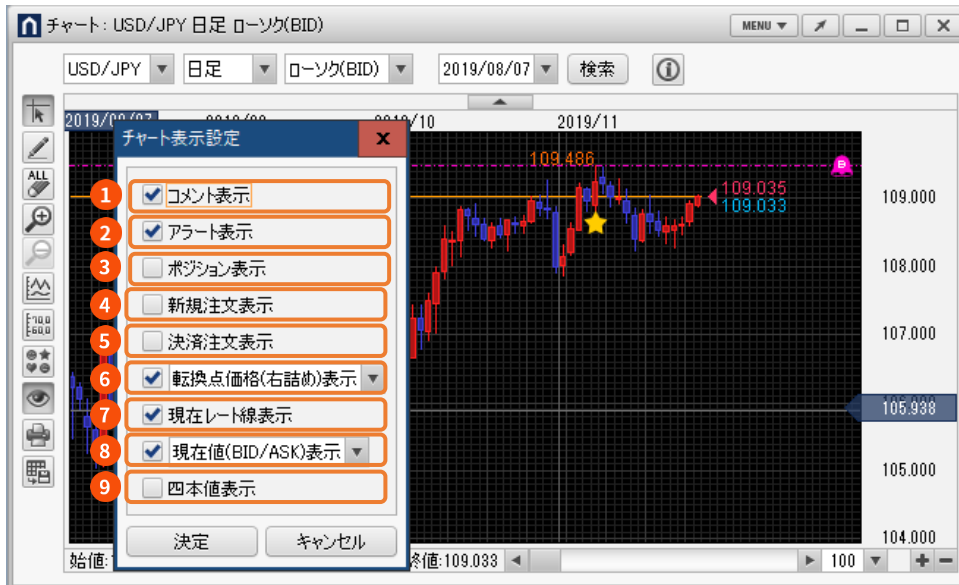 チャート: USD/JPY 日足 ローソク(BID)
MENU
USD/JPY 日足 ローソク(BID) 2019/08/07 検索
2019/11
チャート表示設定 x
1 コメント表示
2 アラート表示
3 ポジション表示
4 新規注文表示
5 決済注文表示
6 転換点価格(右詰め)表示
7 現在レート線表示
8 現在値(BID/ASK)表示
9 四本値表示
決定 キャンセル
ALL
109.486
109.035
109.033
109.000
108.000
107.000
105.938
105.000
104.000
始値:
終値:109.033
100